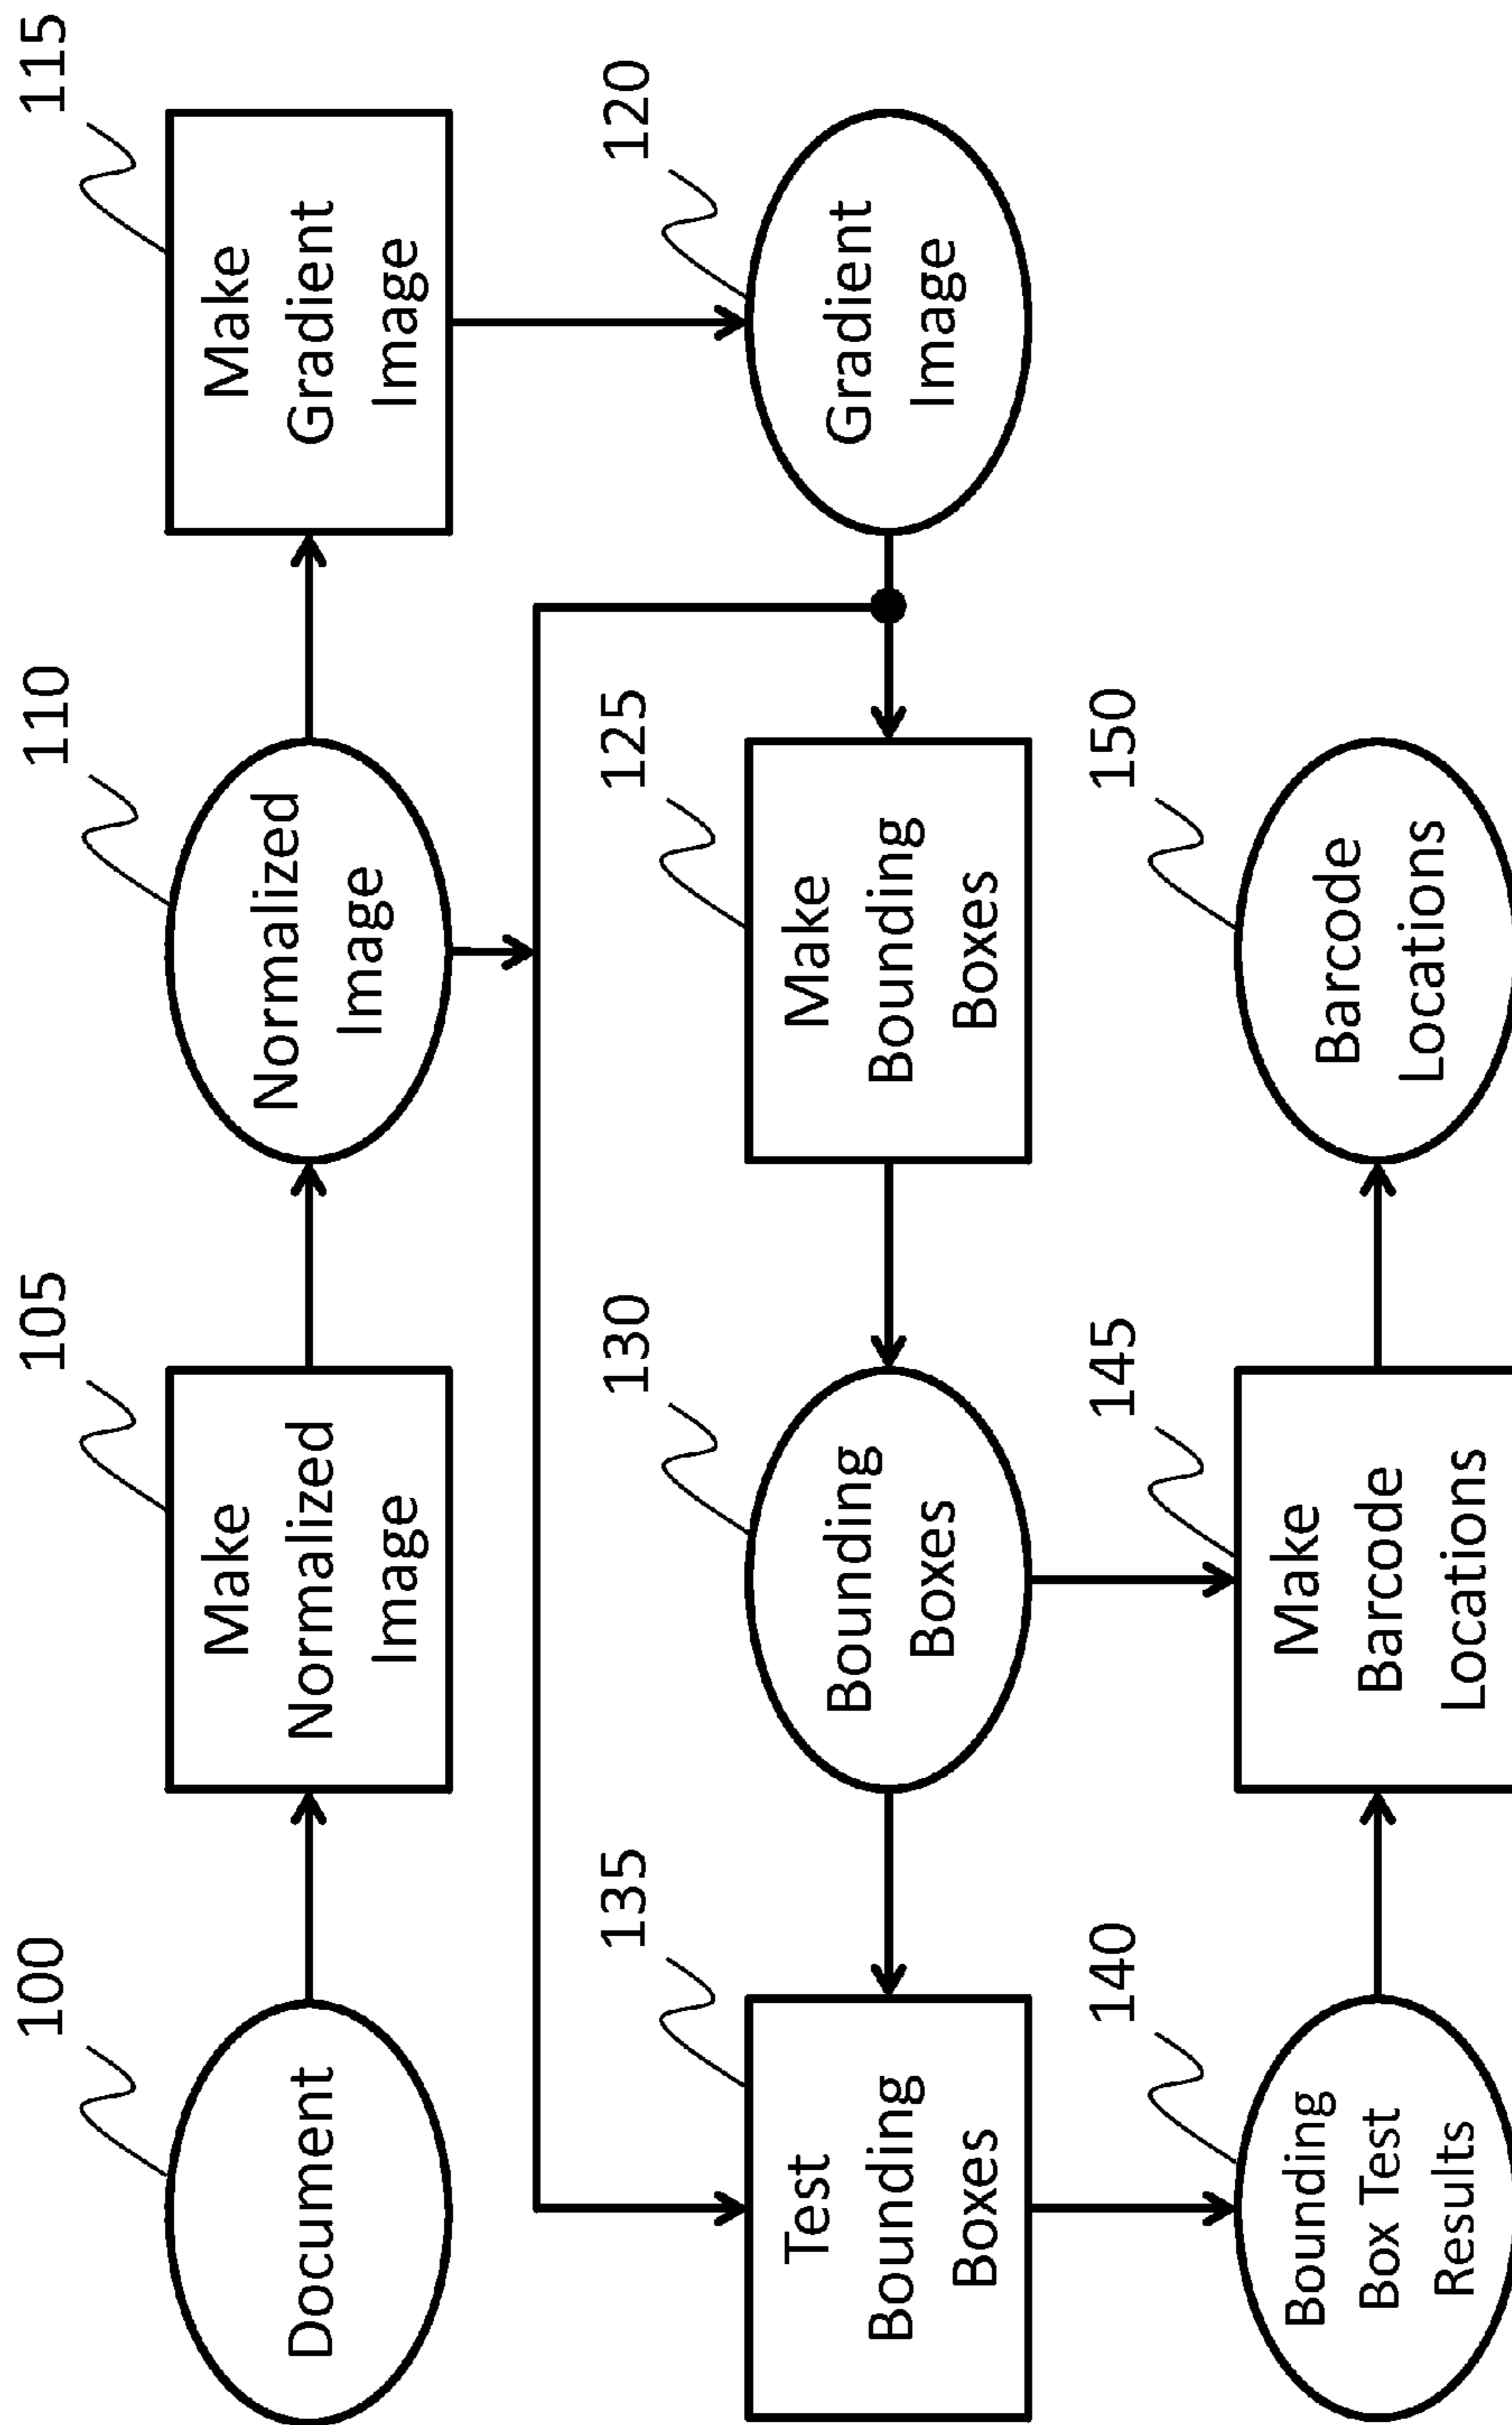 100
Document
105
Make
Normalized
Image
110
Normalized
Image
115
Make
Gradient
Image
135
Test
Bounding
Boxes
130
Bounding
Boxes
125
Make
Bounding
Boxes
120
Gradient
Image
140
Bounding
Box Test
Results
145
Make
Barcode
Locations
150
Barcode
Locations